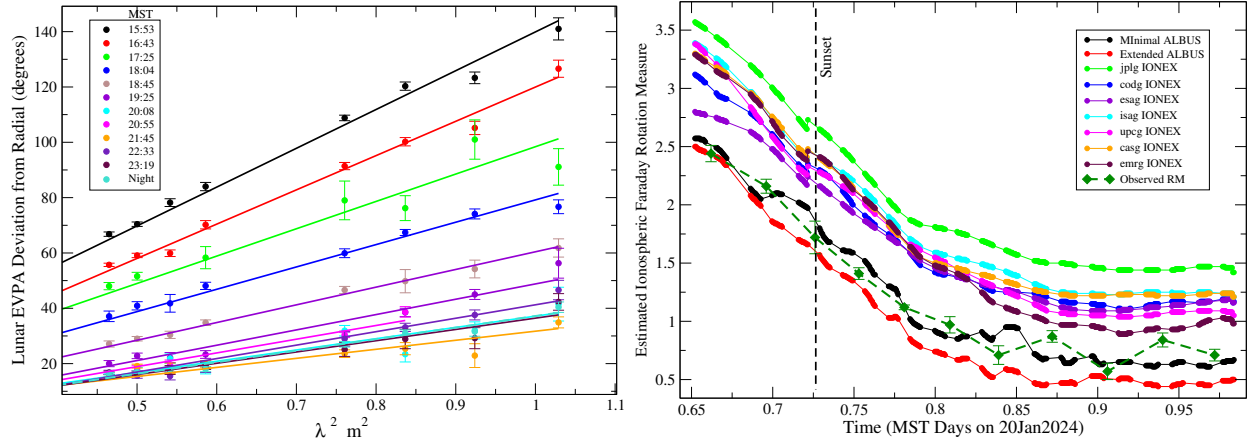 MST
15:53
16:43
17:25
18:04
18:45
19:25
20:08
20:55
21:45
22:33
23:19
Night
Lunar EVPA Deviation from Radial (degrees)
140
120
100
80
60
40
20
0.5
0.6
0.7
0.8
0.9
1
1.1
λ² m²
Sunset
MInimal ALBUS
Extended ALBUS
jplg IONEX
codg IONEX
esag IONEX
isag IONEX
upcg IONEX
casg IONEX
emrg IONEX
Observed RM
Estimated Ionospheric Faraday Rotation Measure
3.5
3
2.5
2
1.5
1
0.5
0.65
0.7
0.75
0.8
0.85
0.9
0.95
Time (MST Days on 20Jan2024)